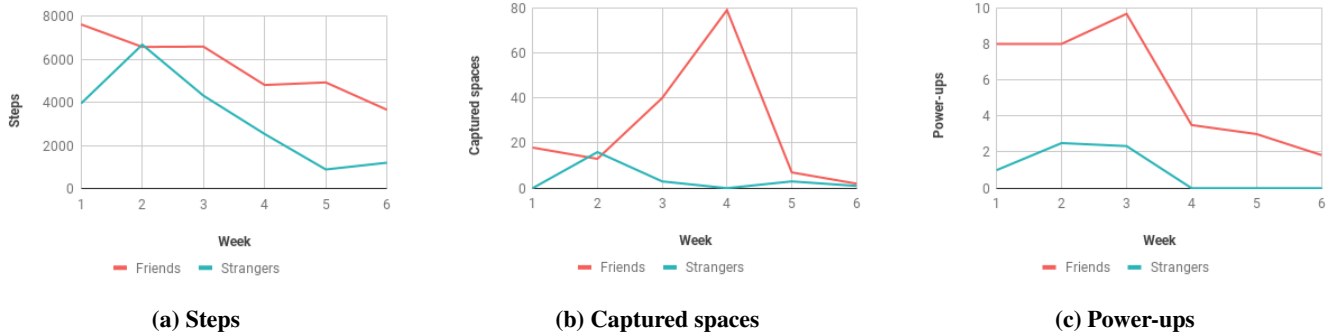 Steps
8000
6000
4000
2000
0
1 2 3 4 5 6
Week
Friends Strangers
(a) Steps
Captured spaces
80
60
40
20
0
1 2 3 4 5 6
Week
Friends Strangers
(b) Captured spaces
Power-ups
10
8
6
4
2
0
1 2 3 4 5 6
Week
Friends Strangers
(c) Power-ups